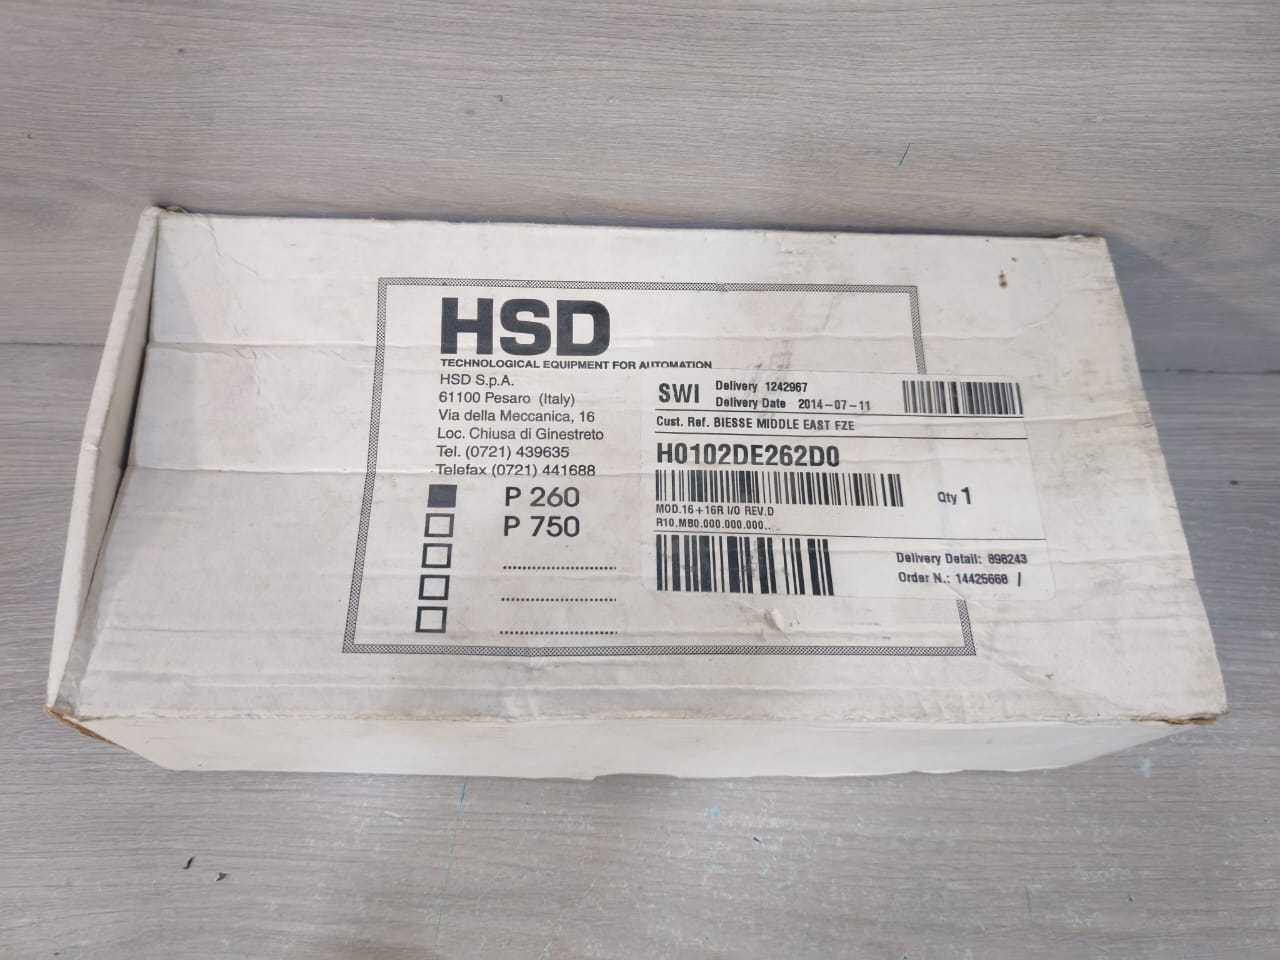 HSD
TECHNOLOGICAL EQUIPMENT FOR AUTOMATION
HSD S.p.A.
61100 Pesaro (Italy)
Via della Meccanica, 16
Loc. Chiusa di Ginestreto
Tel. (0721) 439635
Telefax (0721) 441688
P 260
P 750
SWI
Delivery 1242967
Delivery Date 2014-07-11
Cust. Ref. BIESSE MIDDLE EAST FZE
H0102DE262D0
Qty 1
MOD.16+16R I/O REV.D
R10.MB0.000.000.000..
Delivery Detail: 898243
Order N.: 14425668 /